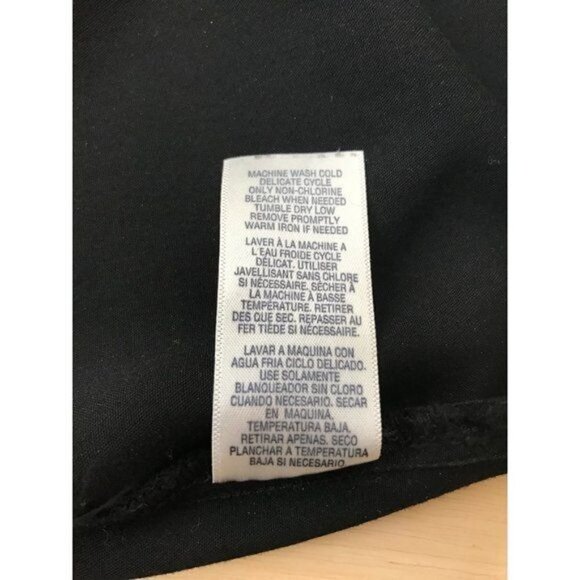 MACHINE WASH COLD
DELICATE CYCLE
ONLY NON-CHLORINE
BLEACH WHEN NEEDED
TUMBLE DRY LOW
REMOVE PROMPTLY
WARM IRON IF NEEDED
LAVER À LA MACHINE A
L'EAU FROIDE CYCLE
DÉLICAT. UTILISER
JAVELLISANT SANS CHLORE
SI NÉCESSAIRE. SÉCHER À
LA MACHINE À BASSE
TEMPÉRATURE. RETIRER
DES QUE SEC. REPASSER AU
FER TIÈDE SI NÉCESSAIRE.
LAVAR A MAQUINA CON
AGUA FRIA CICLO DELICADO.
USE SOLAMENTE
BLANQUEADOR SIN CLORO
CUANDO NECESARIO. SECAR
EN MAQUINA.
TEMPERATURA BAJA.
RETIRAR APENAS. SECO
PLANCHAR A TEMPERATURA
BAJA SI NECESARIO